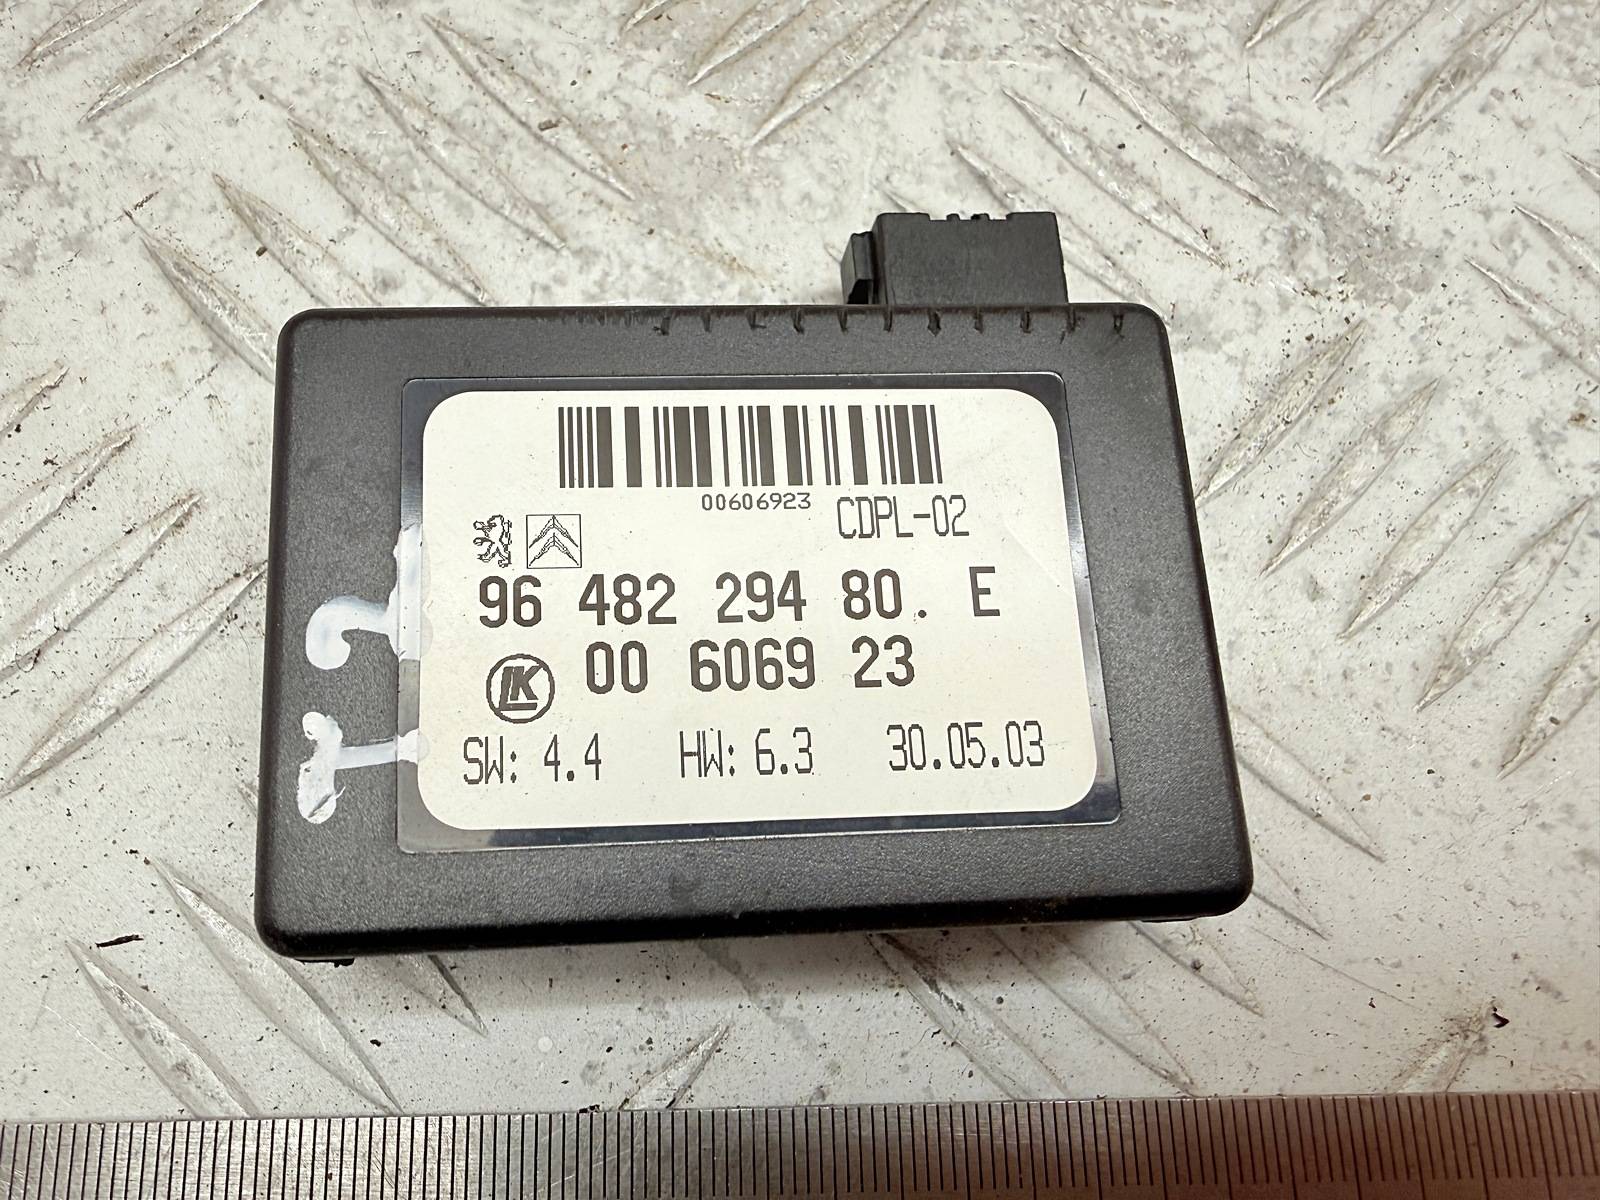 00606923
CDPL-02
96 482 294 80. E
LK 00 6069 23
SW: 4.4 HW: 6.3 30.05.03